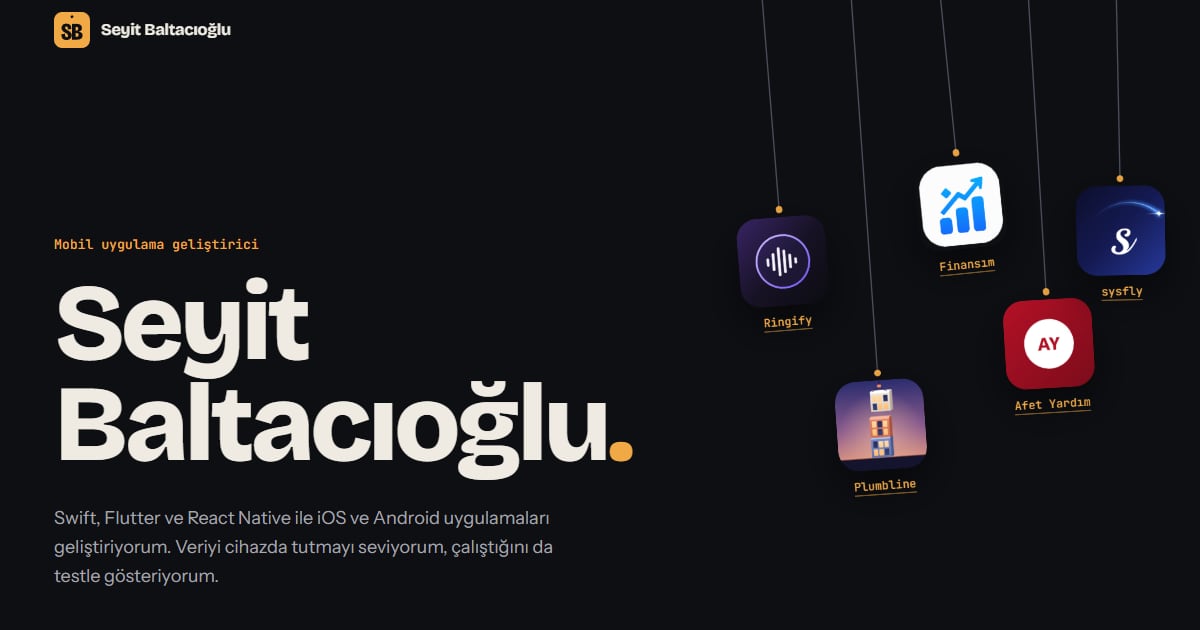 SB
Seyit Baltacıoğlu
Mobil uygulama geliştirici
Seyit
Baltacıoğlu.
Swift, Flutter ve React Native ile iOS ve Android uygulamaları
geliştiriyorum. Veriyi cihazda tutmayı seviyorum, çalıştığını da
testle gösteriyorum.
Finansım
S
sysfly
Ringify
AY
Afet Yardım
Plumbline